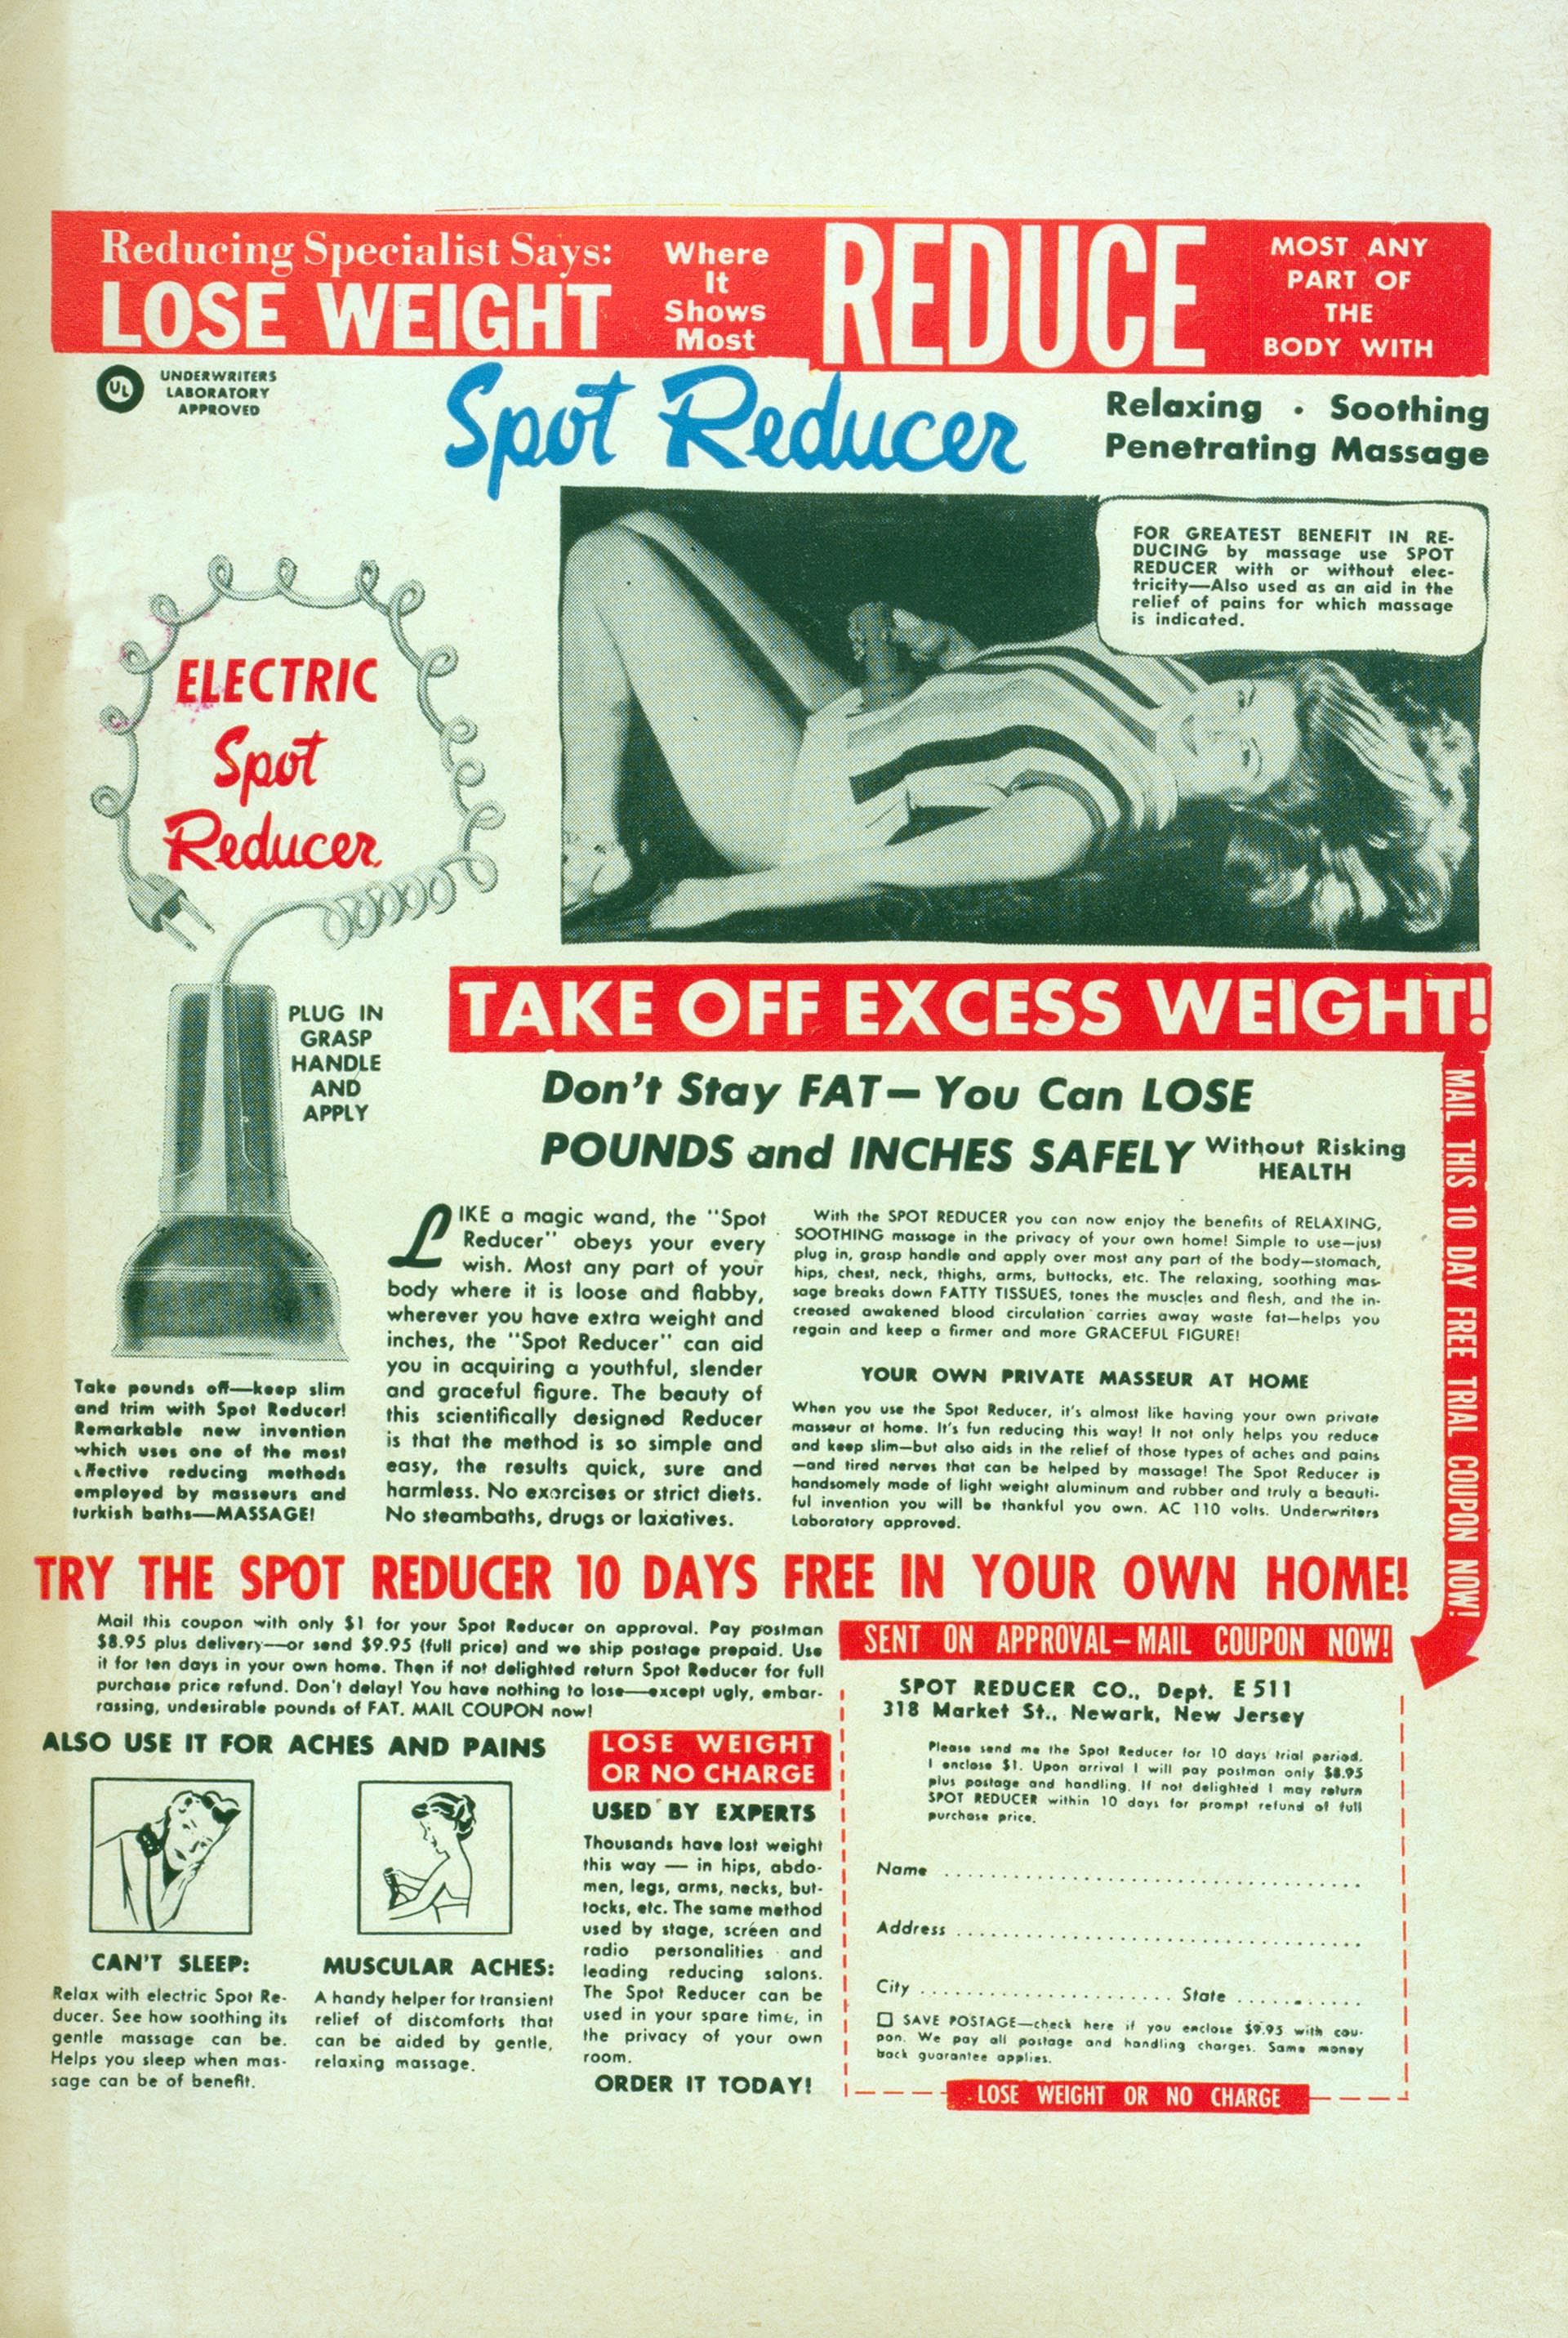 Reducing Specialist Says:
LOSE WEIGHT
Where
It
Shows
Most
REDUCE
MOST ANY
PART OF
THE
BODY WITH
UL
UNDERWRITERS
LABORATORY
APPROVED
Spot Reducer
Relaxing • Soothing
Penetrating Massage
FOR GREATEST BENEFIT IN RE-
DUCING by massage use SPOT
REDUCER with or without elec-
tricity—Also used as an aid in the
relief of pains for which massage
is indicated.
ELECTRIC
Spot
Reducer
PLUG IN
GRASP
HANDLE
AND
APPLY
Take pounds off—keep slim
and trim with Spot Reducer!
Remarkable new invention
which uses one of the most
effective reducing methods
employed by masseurs and
turkish baths—MASSAGE!
TAKE OFF EXCESS WEIGHT!
Don't Stay FAT—You Can LOSE
POUNDS and INCHES SAFELY Without Risking
HEALTH
MAIL THIS 10 DAY FREE TRIAL COUPON NOW!
LIKE a magic wand, the "Spot
Reducer" obeys your every
wish. Most any part of your
body where it is loose and flabby,
wherever you have extra weight and
inches, the "Spot Reducer" can aid
you in acquiring a youthful, slender
and graceful figure. The beauty of
this scientifically designed Reducer
is that the method is so simple and
easy, the results quick, sure and
harmless. No exercises or strict diets.
No steambaths, drugs or laxatives.
With the SPOT REDUCER you can now enjoy the benefits of RELAXING,
SOOTHING massage in the privacy of your own home! Simple to use—just
plug in, grasp handle and apply over most any part of the body—stomach,
hips, chest, neck, thighs, arms, buttocks, etc. The relaxing, soothing mas-
sage breaks down FATTY TISSUES, tones the muscles and flesh, and the in-
creased awakened blood circulation carries away waste fat—helps you
regain and keep a firmer and more GRACEFUL FIGURE!
YOUR OWN PRIVATE MASSEUR AT HOME
When you use the Spot Reducer, it's almost like having your own private
masseur at home. It's fun reducing this way! It not only helps you reduce
and keep slim—but also aids in the relief of those types of aches and pains
—and tired nerves that can be helped by massage! The Spot Reducer is
handsomely made of light weight aluminum and rubber and truly a beauti-
ful invention you will be thankful you own. AC 110 volts. Underwriters
Laboratory approved.
TRY THE SPOT REDUCER 10 DAYS FREE IN YOUR OWN HOME!
Mail this coupon with only $1 for your Spot Reducer on approval. Pay postman
$8.95 plus delivery—or send $9.95 (full price) and we ship postage prepaid. Use
it for ten days in your own home. Then if not delighted return Spot Reducer for full
purchase price refund. Don't delay! You have nothing to lose—except ugly, embar-
rassing, undesirable pounds of FAT. MAIL COUPON now!
ALSO USE IT FOR ACHES AND PAINS
CAN'T SLEEP:
Relax with electric Spot Re-
ducer. See how soothing its
gentle massage can be.
Helps you sleep when mas-
sage can be of benefit.
MUSCULAR ACHES:
A handy helper for transient
relief of discomforts that
can be aided by gentle,
relaxing massage.
LOSE WEIGHT
OR NO CHARGE
USED BY EXPERTS
Thousands have lost weight
this way — in hips, abdo-
men, legs, arms, necks, but-
tocks, etc. The same method
used by stage, screen and
radio personalities and
leading reducing salons.
The Spot Reducer can be
used in your spare time, in
the privacy of your own
room.
ORDER IT TODAY!
SENT ON APPROVAL—MAIL COUPON NOW!
SPOT REDUCER CO., Dept. E 511
318 Market St., Newark, New Jersey
Please send me the Spot Reducer for 10 days trial period.
I enclose $1. Upon arrival I will pay postman only $8.95
plus postage and handling. If not delighted I may return
SPOT REDUCER within 10 days for prompt refund of full
purchase price.
Name
Address
City State
SAVE POSTAGE—check here if you enclose $9.95 with cou-
pon. We pay all postage and handling charges. Same money
back guarantee applies.
LOSE WEIGHT OR NO CHARGE